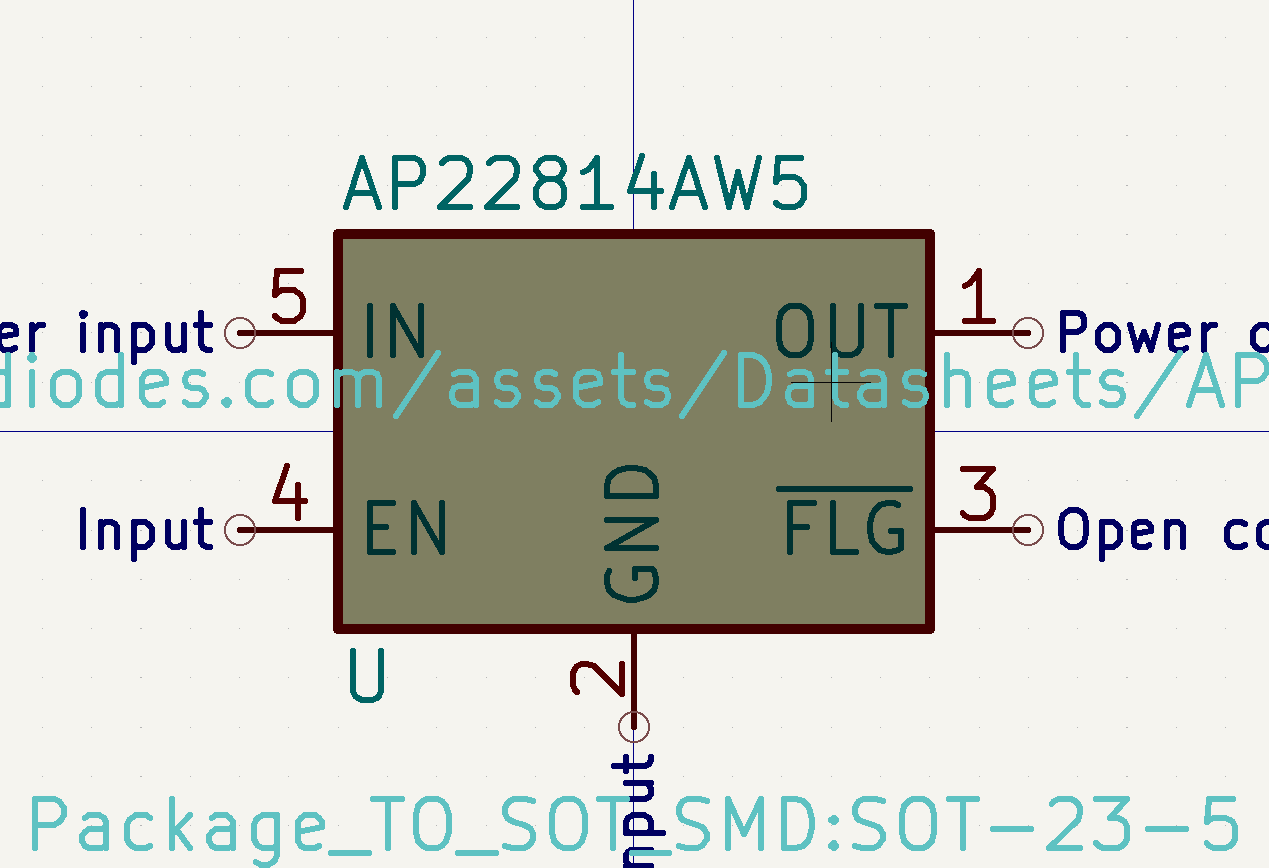 AP22814AW5
5 IN OUT 1
er input Power o
diodes.com/assets/Datasheets/AP
4 EN GND FLG 3
Input Open co
U 2
nput
Package_TO_SOT_SMD:SOT-23-5